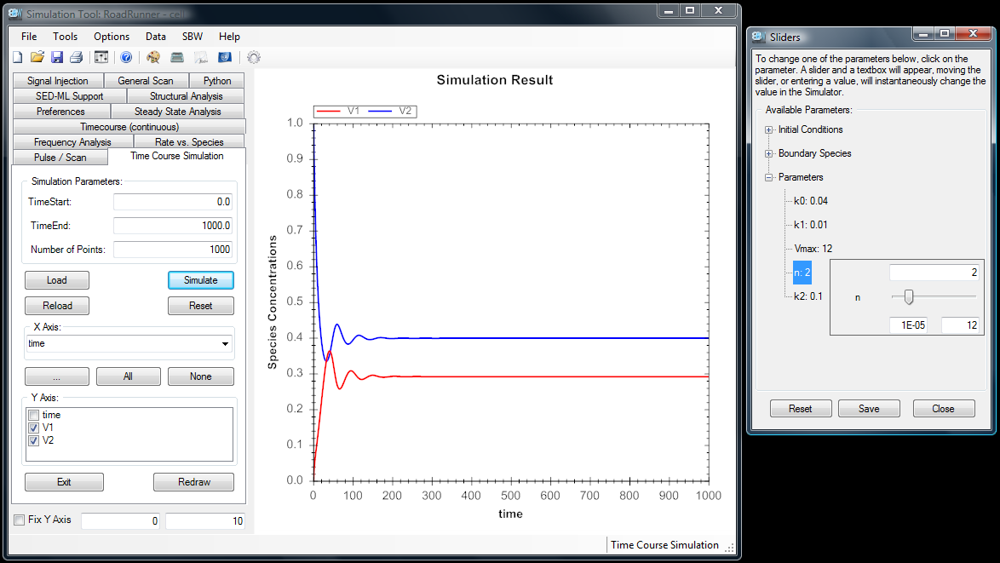 Simulation Tool: RoadRunner - cell
File Tools Options Data SBW Help
Signal Injection General Scan Python
SED-ML Support Structural Analysis
Preferences Steady State Analysis
Timecourse (continuous)
Frequency Analysis Rate vs. Species
Pulse / Scan Time Course Simulation
Simulation Parameters:
TimeStart: 0.0
TimeEnd: 1000.0
Number of Points: 1000
Load Simulate
Reload Reset
X Axis:
time
... All None
Y Axis:
time
V1
V2
Exit Redraw
Fix Y Axis 0 10
Simulation Result
V1 V2
1.0
0.9
0.8
0.7
0.6
0.5
0.4
0.3
0.2
0.1
0.0
Species Concentrations
0 100 200 300 400 500 600 700 800 900 1000
time
Time Course Simulation
Sliders
To change one of the parameters below, click on the
parameter. A slider and a textbox will appear, moving the
slider, or entering a value, will instantaneously change the
value in the Simulator.
Available Parameters:
Initial Conditions
Boundary Species
Parameters
k0: 0.04
k1: 0.01
Vmax: 12
n: 2
k2: 0.1
2
n
1E-05 12
Reset Save Close